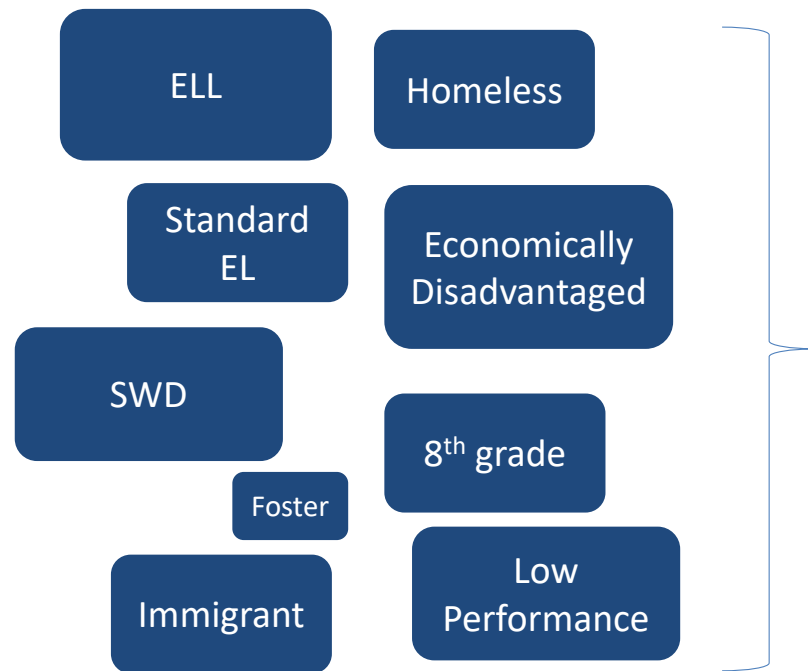 ELL
Homeless
Standard
EL
Economically
Disadvantaged
SWD
8th grade
Foster
Immigrant
Low
Performance